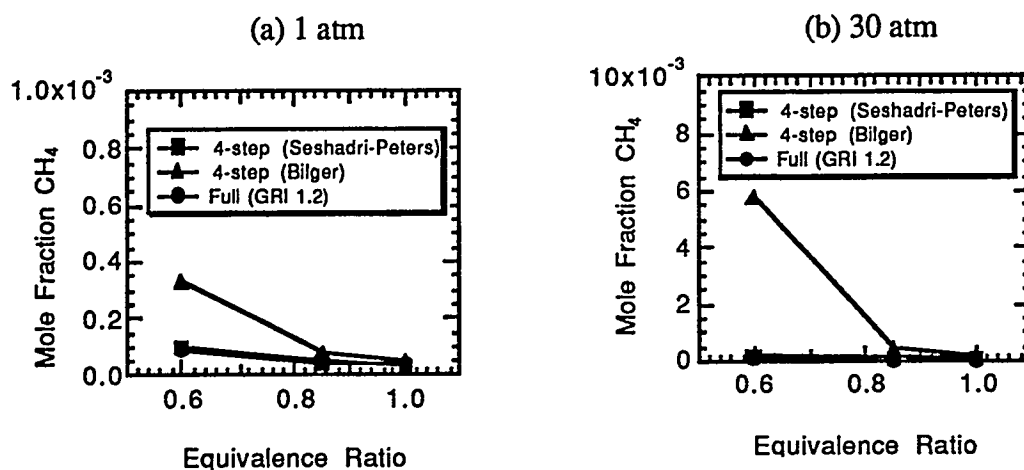 (a) 1 atm
1.0x10⁻³
0.8
0.6
0.4
0.2
0.0
Mole Fraction CH₄
4-step (Seshadri-Peters)
4-step (Bilger)
Full (GRI 1.2)
0.6 0.8 1.0
Equivalence Ratio
(b) 30 atm
10x10⁻³
8
6
4
2
0
Mole Fraction CH₄
4-step (Seshadri-Peters)
4-step (Bilger)
Full (GRI 1.2)
0.6 0.8 1.0
Equivalence Ratio